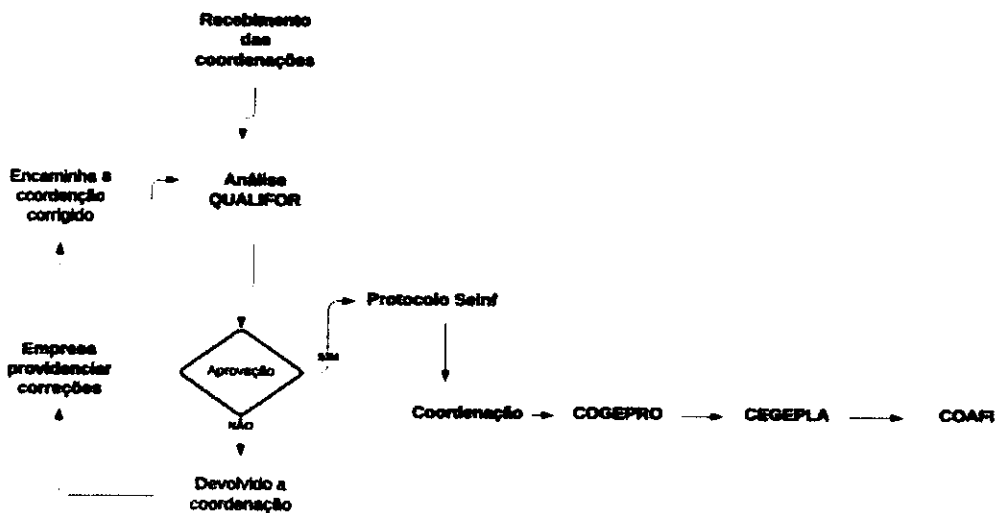 Recebimento
das
coordenações
Encaminha a
coordenção
corrigido
Análise
QUALIFOR
Protocolo Seinf
Empresa
providenciar
correções
Aprovação
SIM
NÃO
Coordenação
COGEPRO
CEGEPLA
COAFI
Devolvido a
coordenação